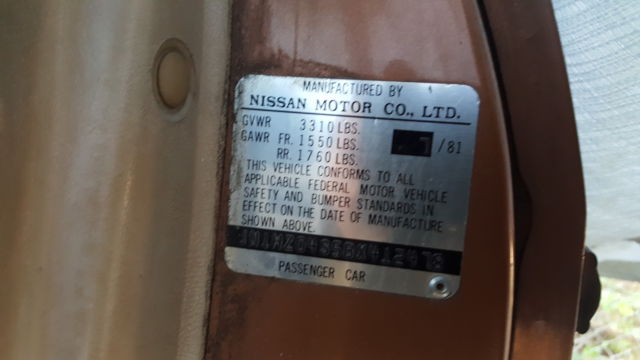 MANUFACTURED BY
NISSAN MOTOR CO., LTD.
GVWR 3310 LBS.
GAWR FR. 1550 LBS. 7/81
RR. 1760 LBS.
THIS VEHICLE CONFORMS TO ALL
APPLICABLE FEDERAL MOTOR VEHICLE
SAFETY AND BUMPER STANDARDS IN
EFFECT ON THE DATE OF MANUFACTURE
SHOWN ABOVE.
PASSENGER CAR